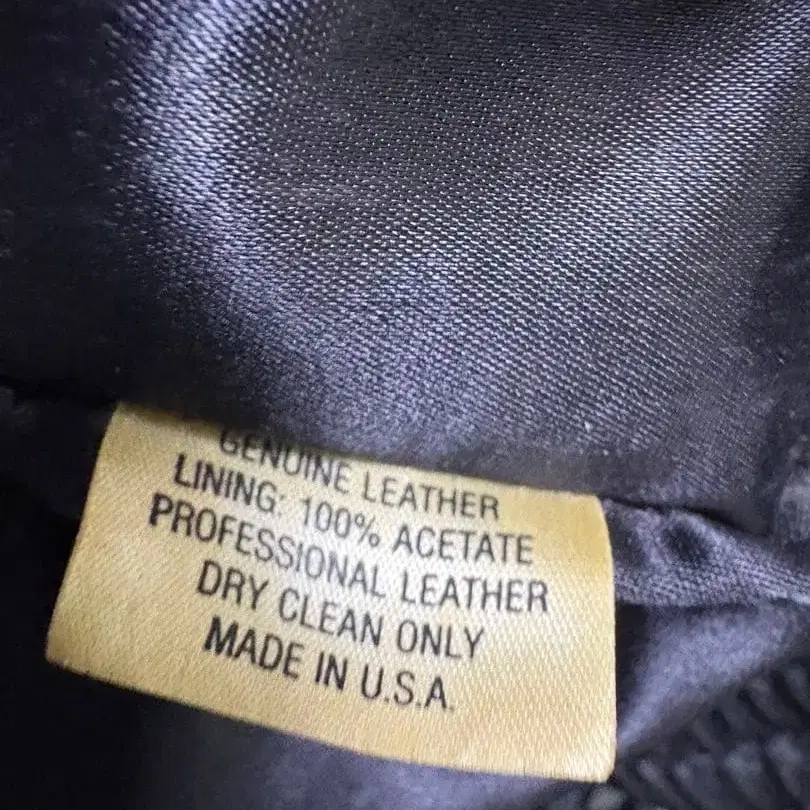 GENUINE LEATHER
LINING: 100% ACETATE
PROFESSIONAL LEATHER
DRY CLEAN ONLY
MADE IN U.S.A.